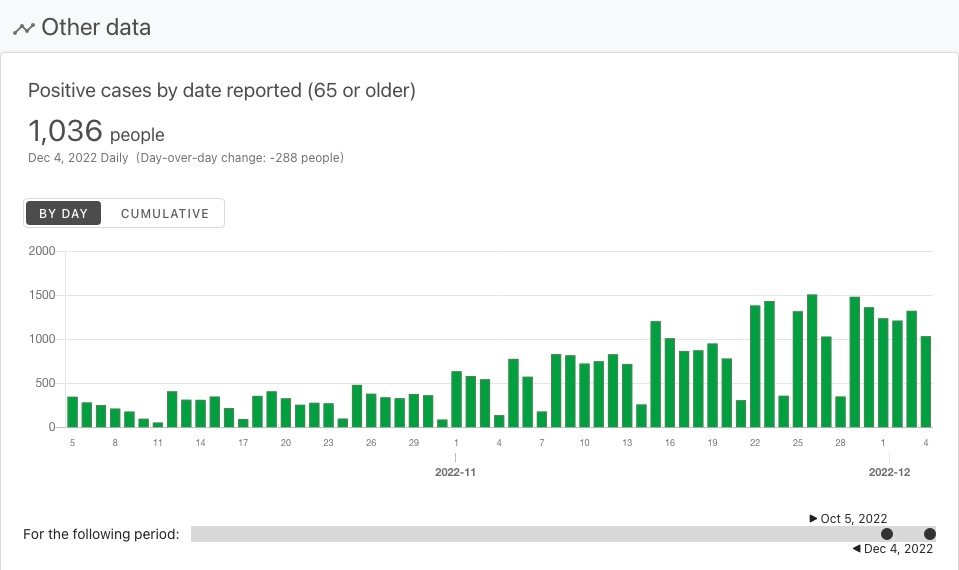 Other data
Positive cases by date reported (65 or older)
1,036 people
Dec 4, 2022 Daily (Day-over-day change: -288 people)
BY DAY CUMULATIVE
2000
1500
1000
500
0
5 8 11 14 17 20 23 26 29 1 4 7 10 13 16 19 22 25 28 1 4
2022-11 2022-12
▶ Oct 5, 2022
For the following period:
◀ Dec 4, 2022